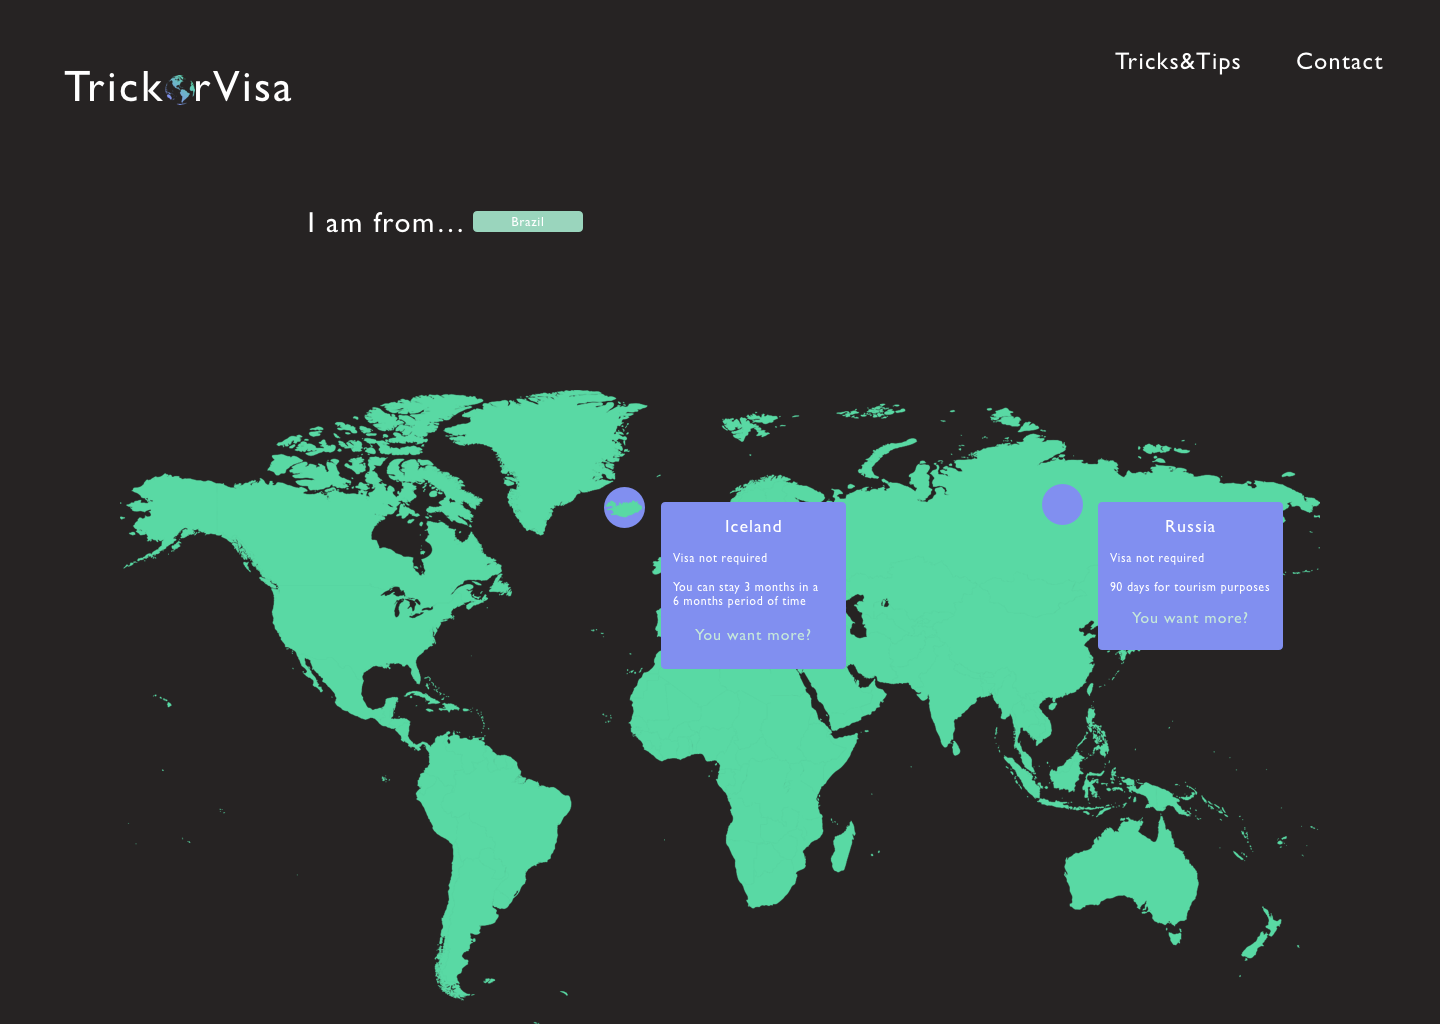 Tricks&Tips Contact
TrickorVisa
I am from... Brazil
Iceland
Visa not required
You can stay 3 months in a
6 months period of time
You want more?
Russia
Visa not required
90 days for tourism purposes
You want more?